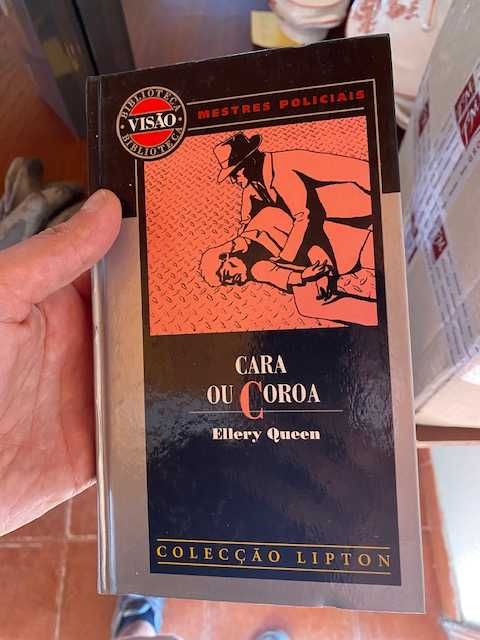 BIBLIOTECA
VISÃO
BIBLIOTECA
MESTRES POLICIAIS
CARA
OU COROA
Ellery Queen
COLECÇÃO LIPTON